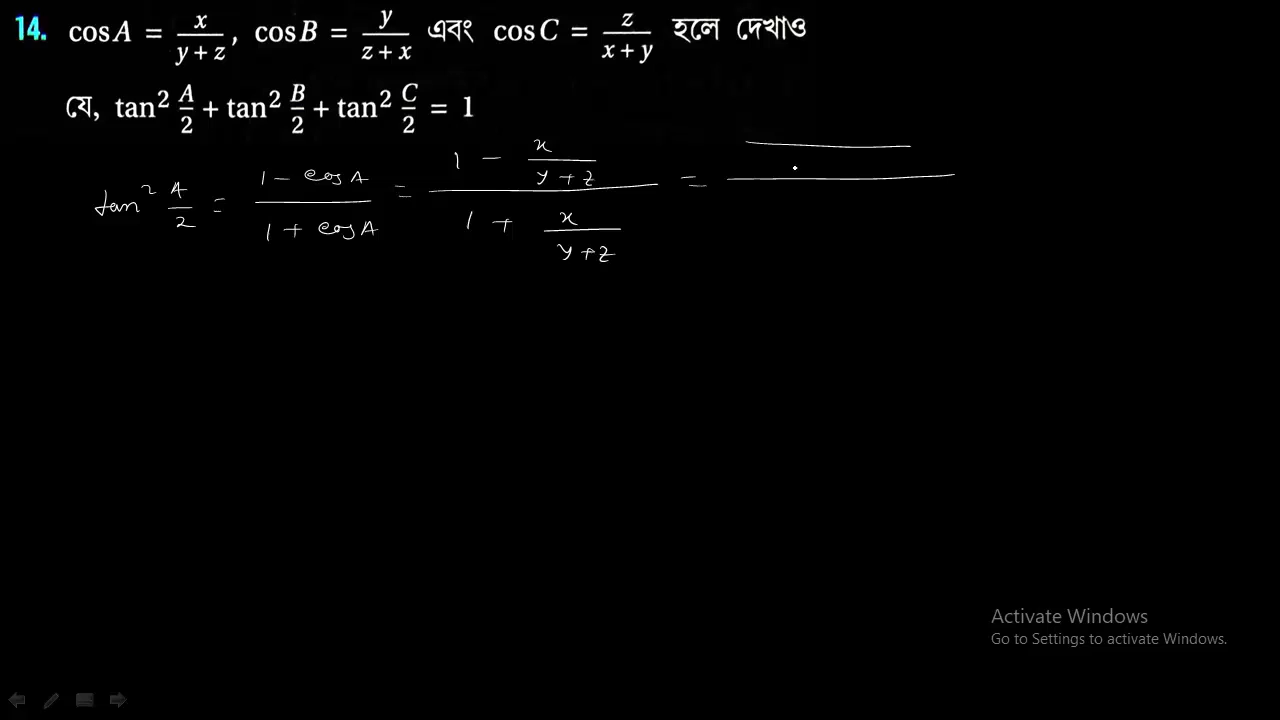 14. cosA = x/(y+z), cosB = y/(z+x) এবং cosC = z/(x+y) হলে দেখাও
যে, tan² A/2 + tan² B/2 + tan² C/2 = 1
tan² A/2 = (1 - cosA)/(1 + cosA) = (1 - x/(y+z))/(1 + x/(y+z)) =
Activate Windows
Go to Settings to activate Windows.